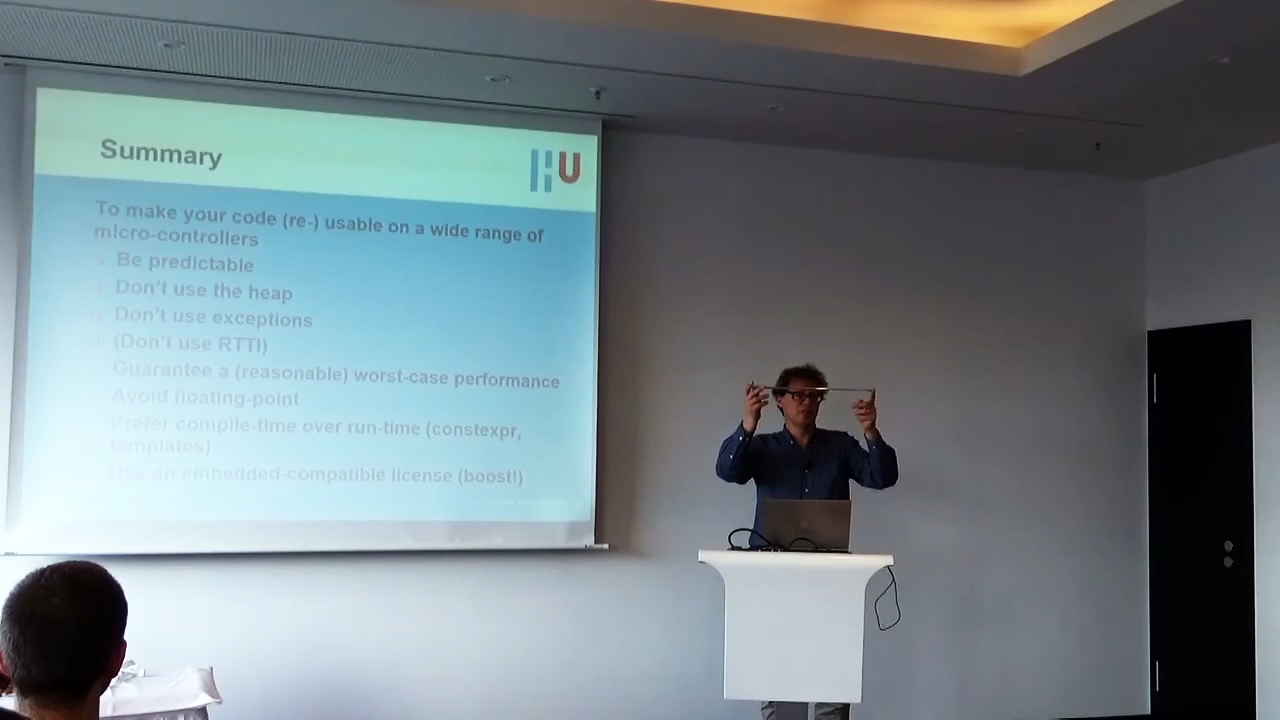 Summary
HU
To make your code (re-) usable on a wide range of
micro-controllers
Be predictable
Don't use the heap
Don't use exceptions
(Don't use RTTI)
Guarantee a (reasonable) worst-case performance
Avoid floating-point
Prefer compile-time over run-time (constexpr,
templates)
Use an embedded-compatible license (boost!)